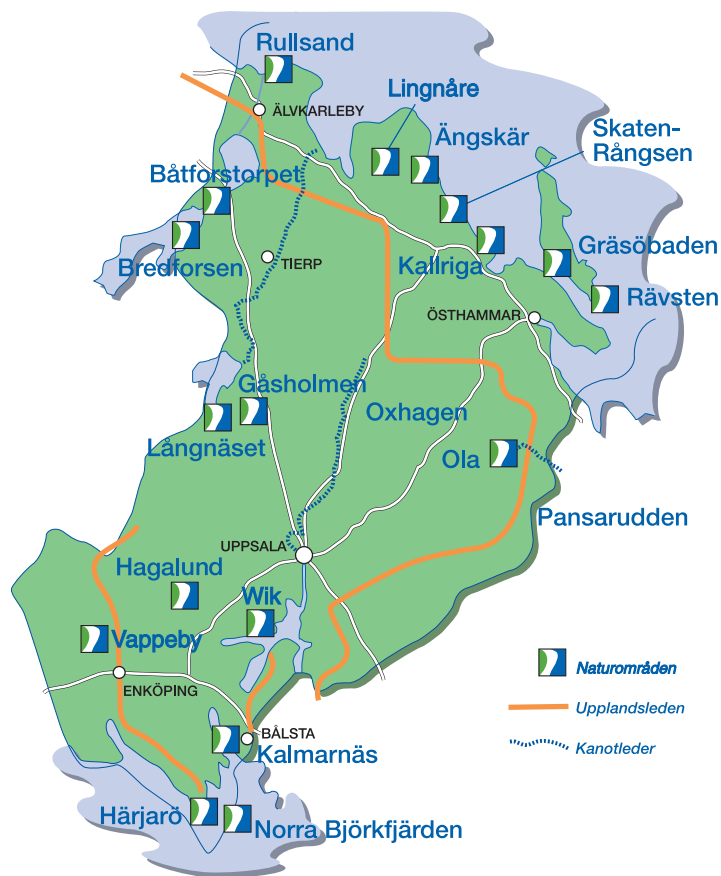 Rullsand
ÄLVKARLEBY
Lingnåre
Ängskär
Skaten-
Rångsen
Båtforstorpet
Bredforsen
TIERP
Kallriga
Gräsöbaden
Rävsten
ÖSTHAMMAR
Gåsholmen
Oxhagen
Långnäset
Ola
Pansarudden
UPPSALA
Hagalund
Wik
Vappeby
Naturområden
ENKÖPING
Upplandsleden
BÅLSTA
Kanotleder
Kalmarnäs
Härjarö
Norra Björkfjärden